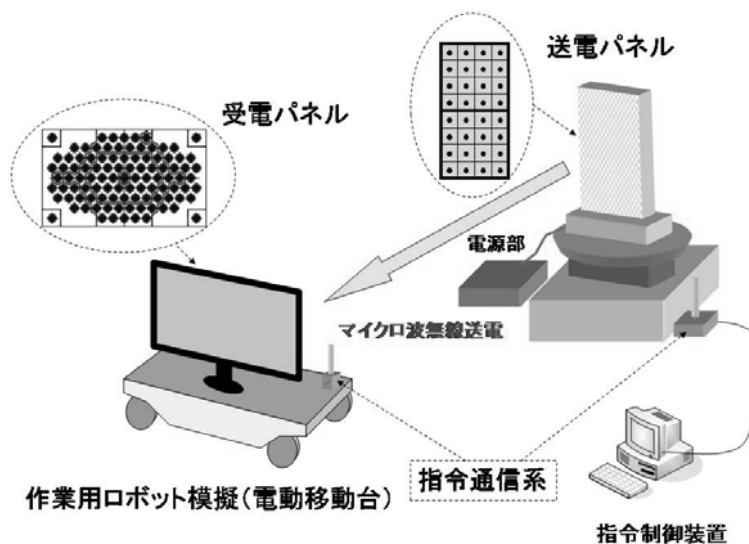 送電パネル
受電パネル
電源部
マイクロ波無線送電
指令通信系
作業用ロボット模擬(電動移動台)
指令制御装置